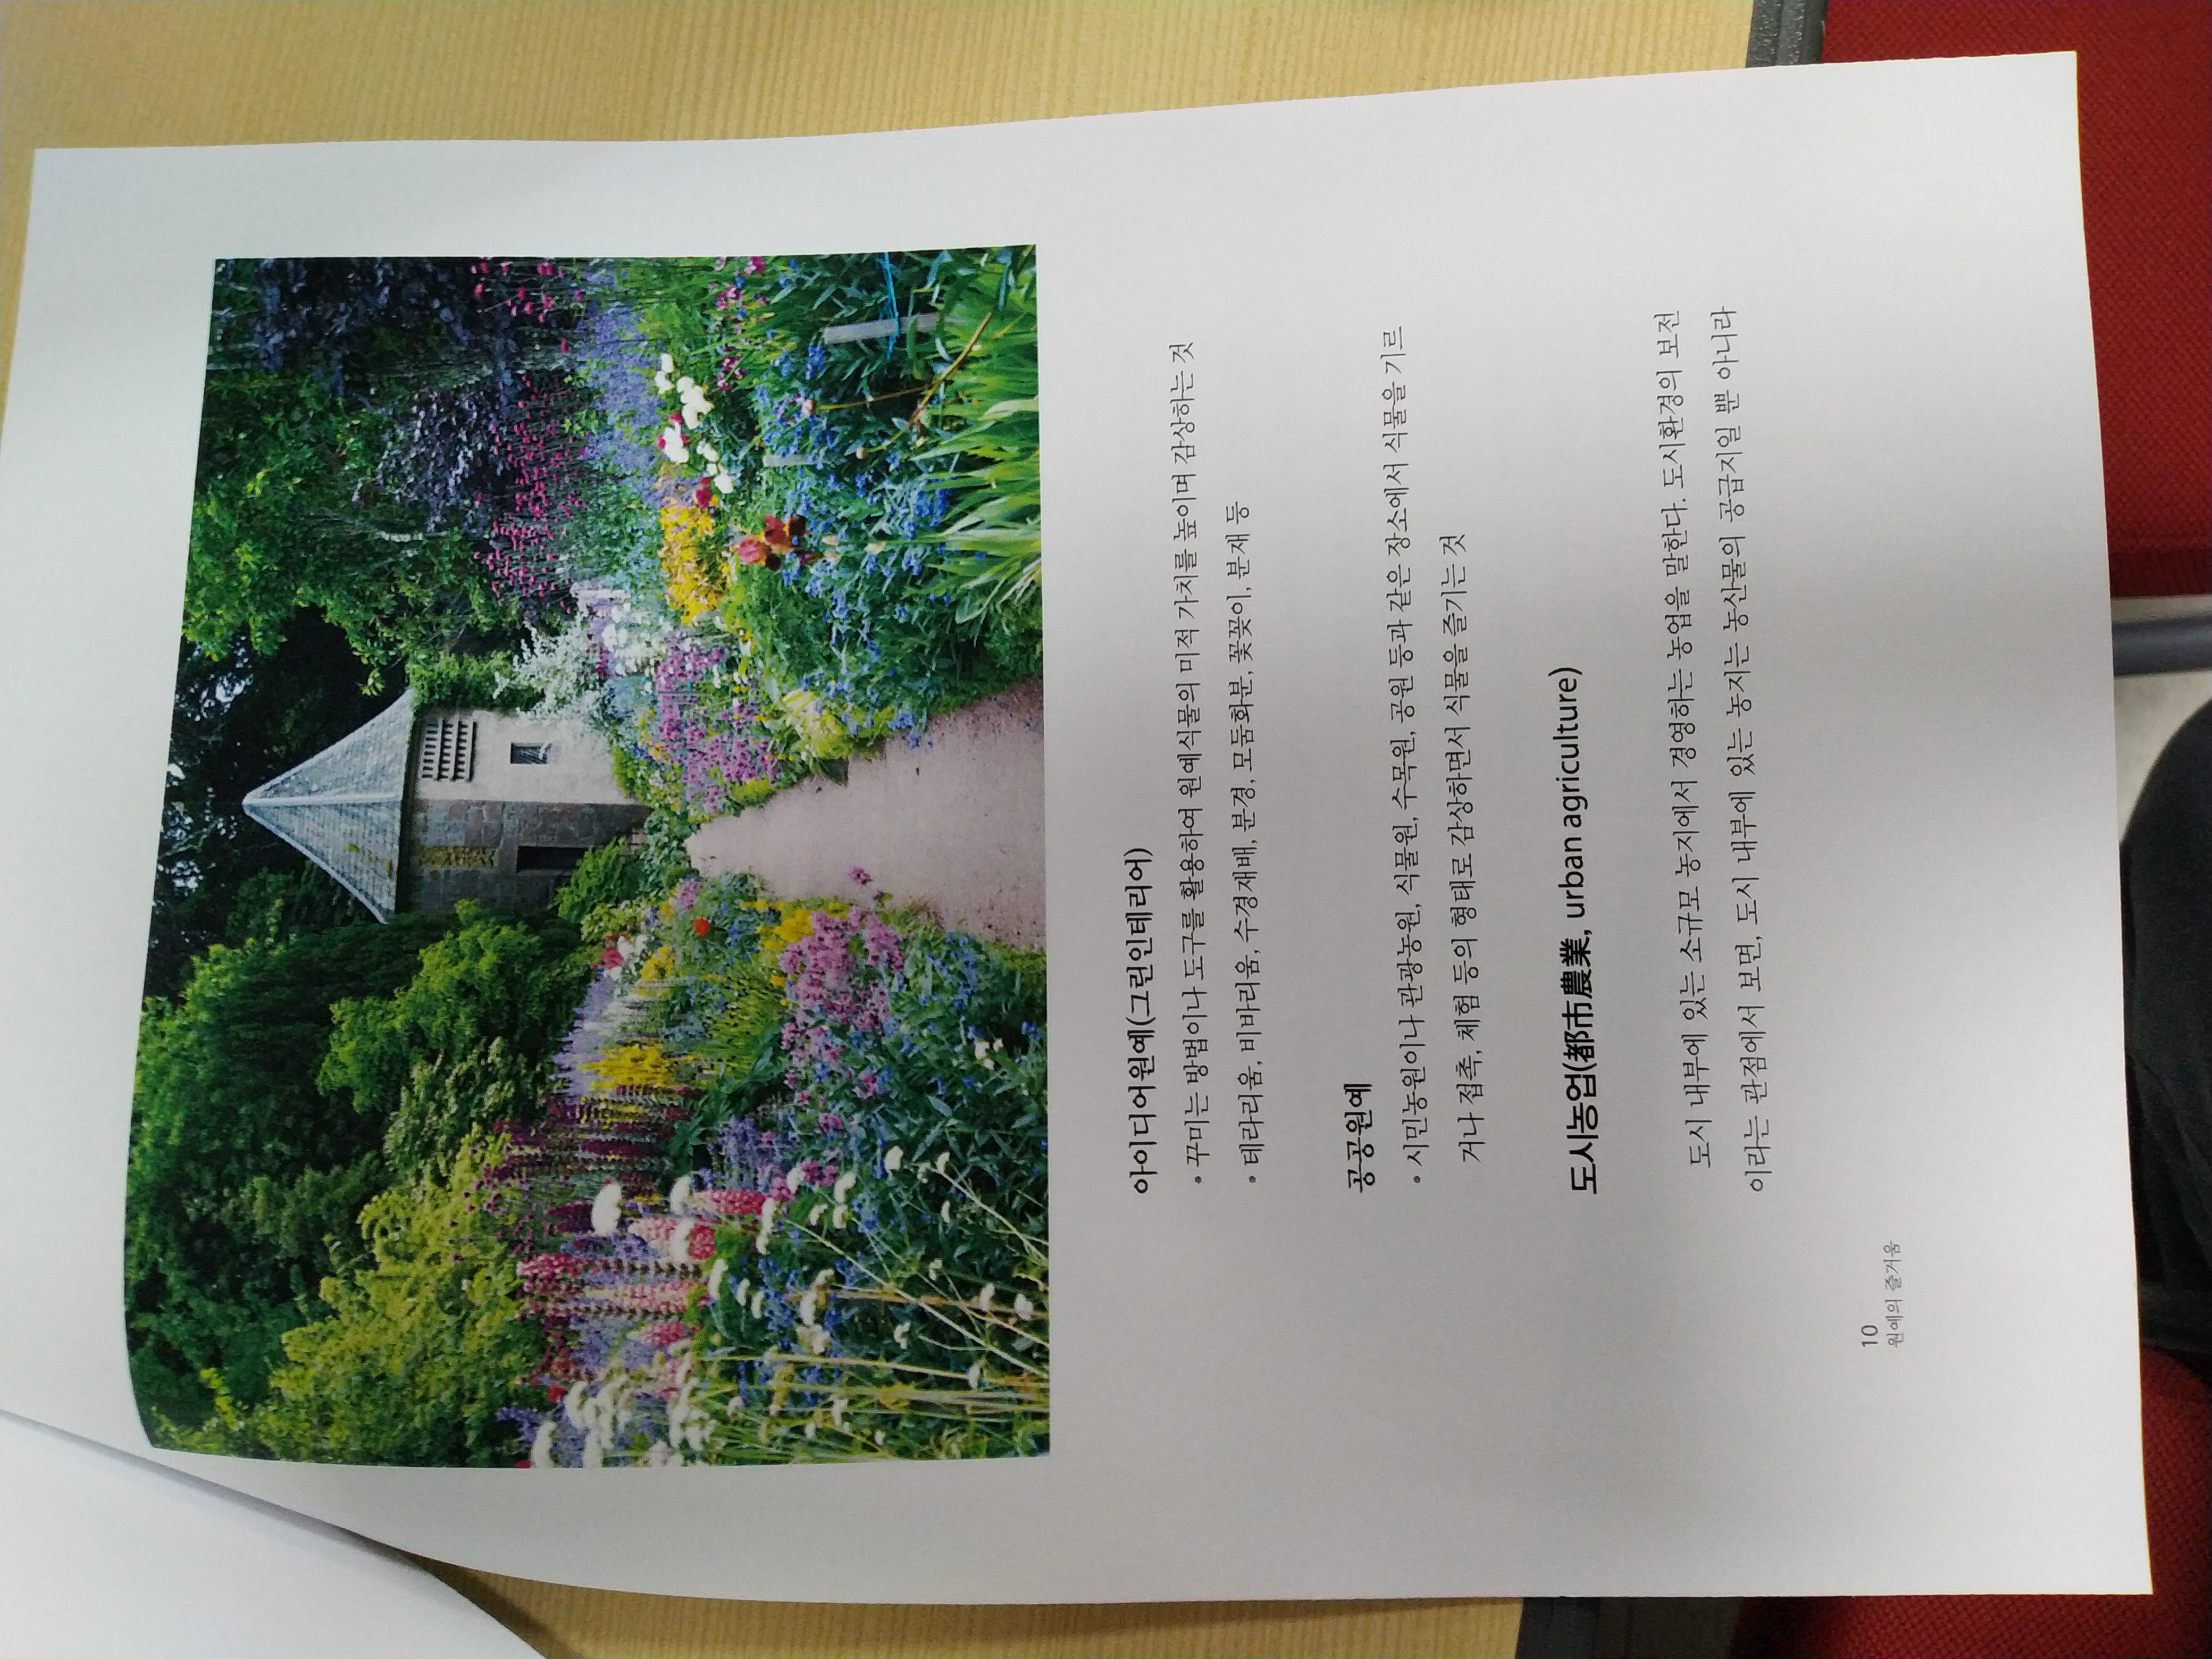 아이디어원예(그린인테리어)
• 꾸미는 방법이나 도구를 활용하여 원예식물의 미적 가치를 높이며 감상하는 것
• 테라리움, 비바리움, 수경재배, 분경, 모둠화분, 꽃꽂이, 분재 등
공공원예
• 시민농원이나 관광농원, 식물원, 수목원, 공원 등과 같은 장소에서 식물을 기르
거나 접촉, 체험 등의 형태로 감상하면서 식물을 즐기는 것
도시농업(都市農業, urban agriculture)
도시 내부에 있는 소규모 농지에서 경영하는 농업을 말한다. 도시환경의 보전
이라는 관점에서 보면, 도시 내부에 있는 농지는 농산물의 공급지일 뿐 아니라
10
원예의 즐거움